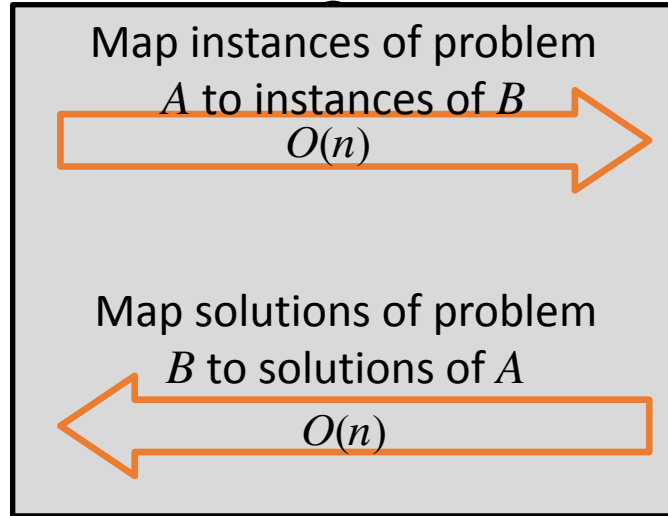 Map instances of problem
A to instances of B
O(n)
Map solutions of problem
B to solutions of A
O(n)